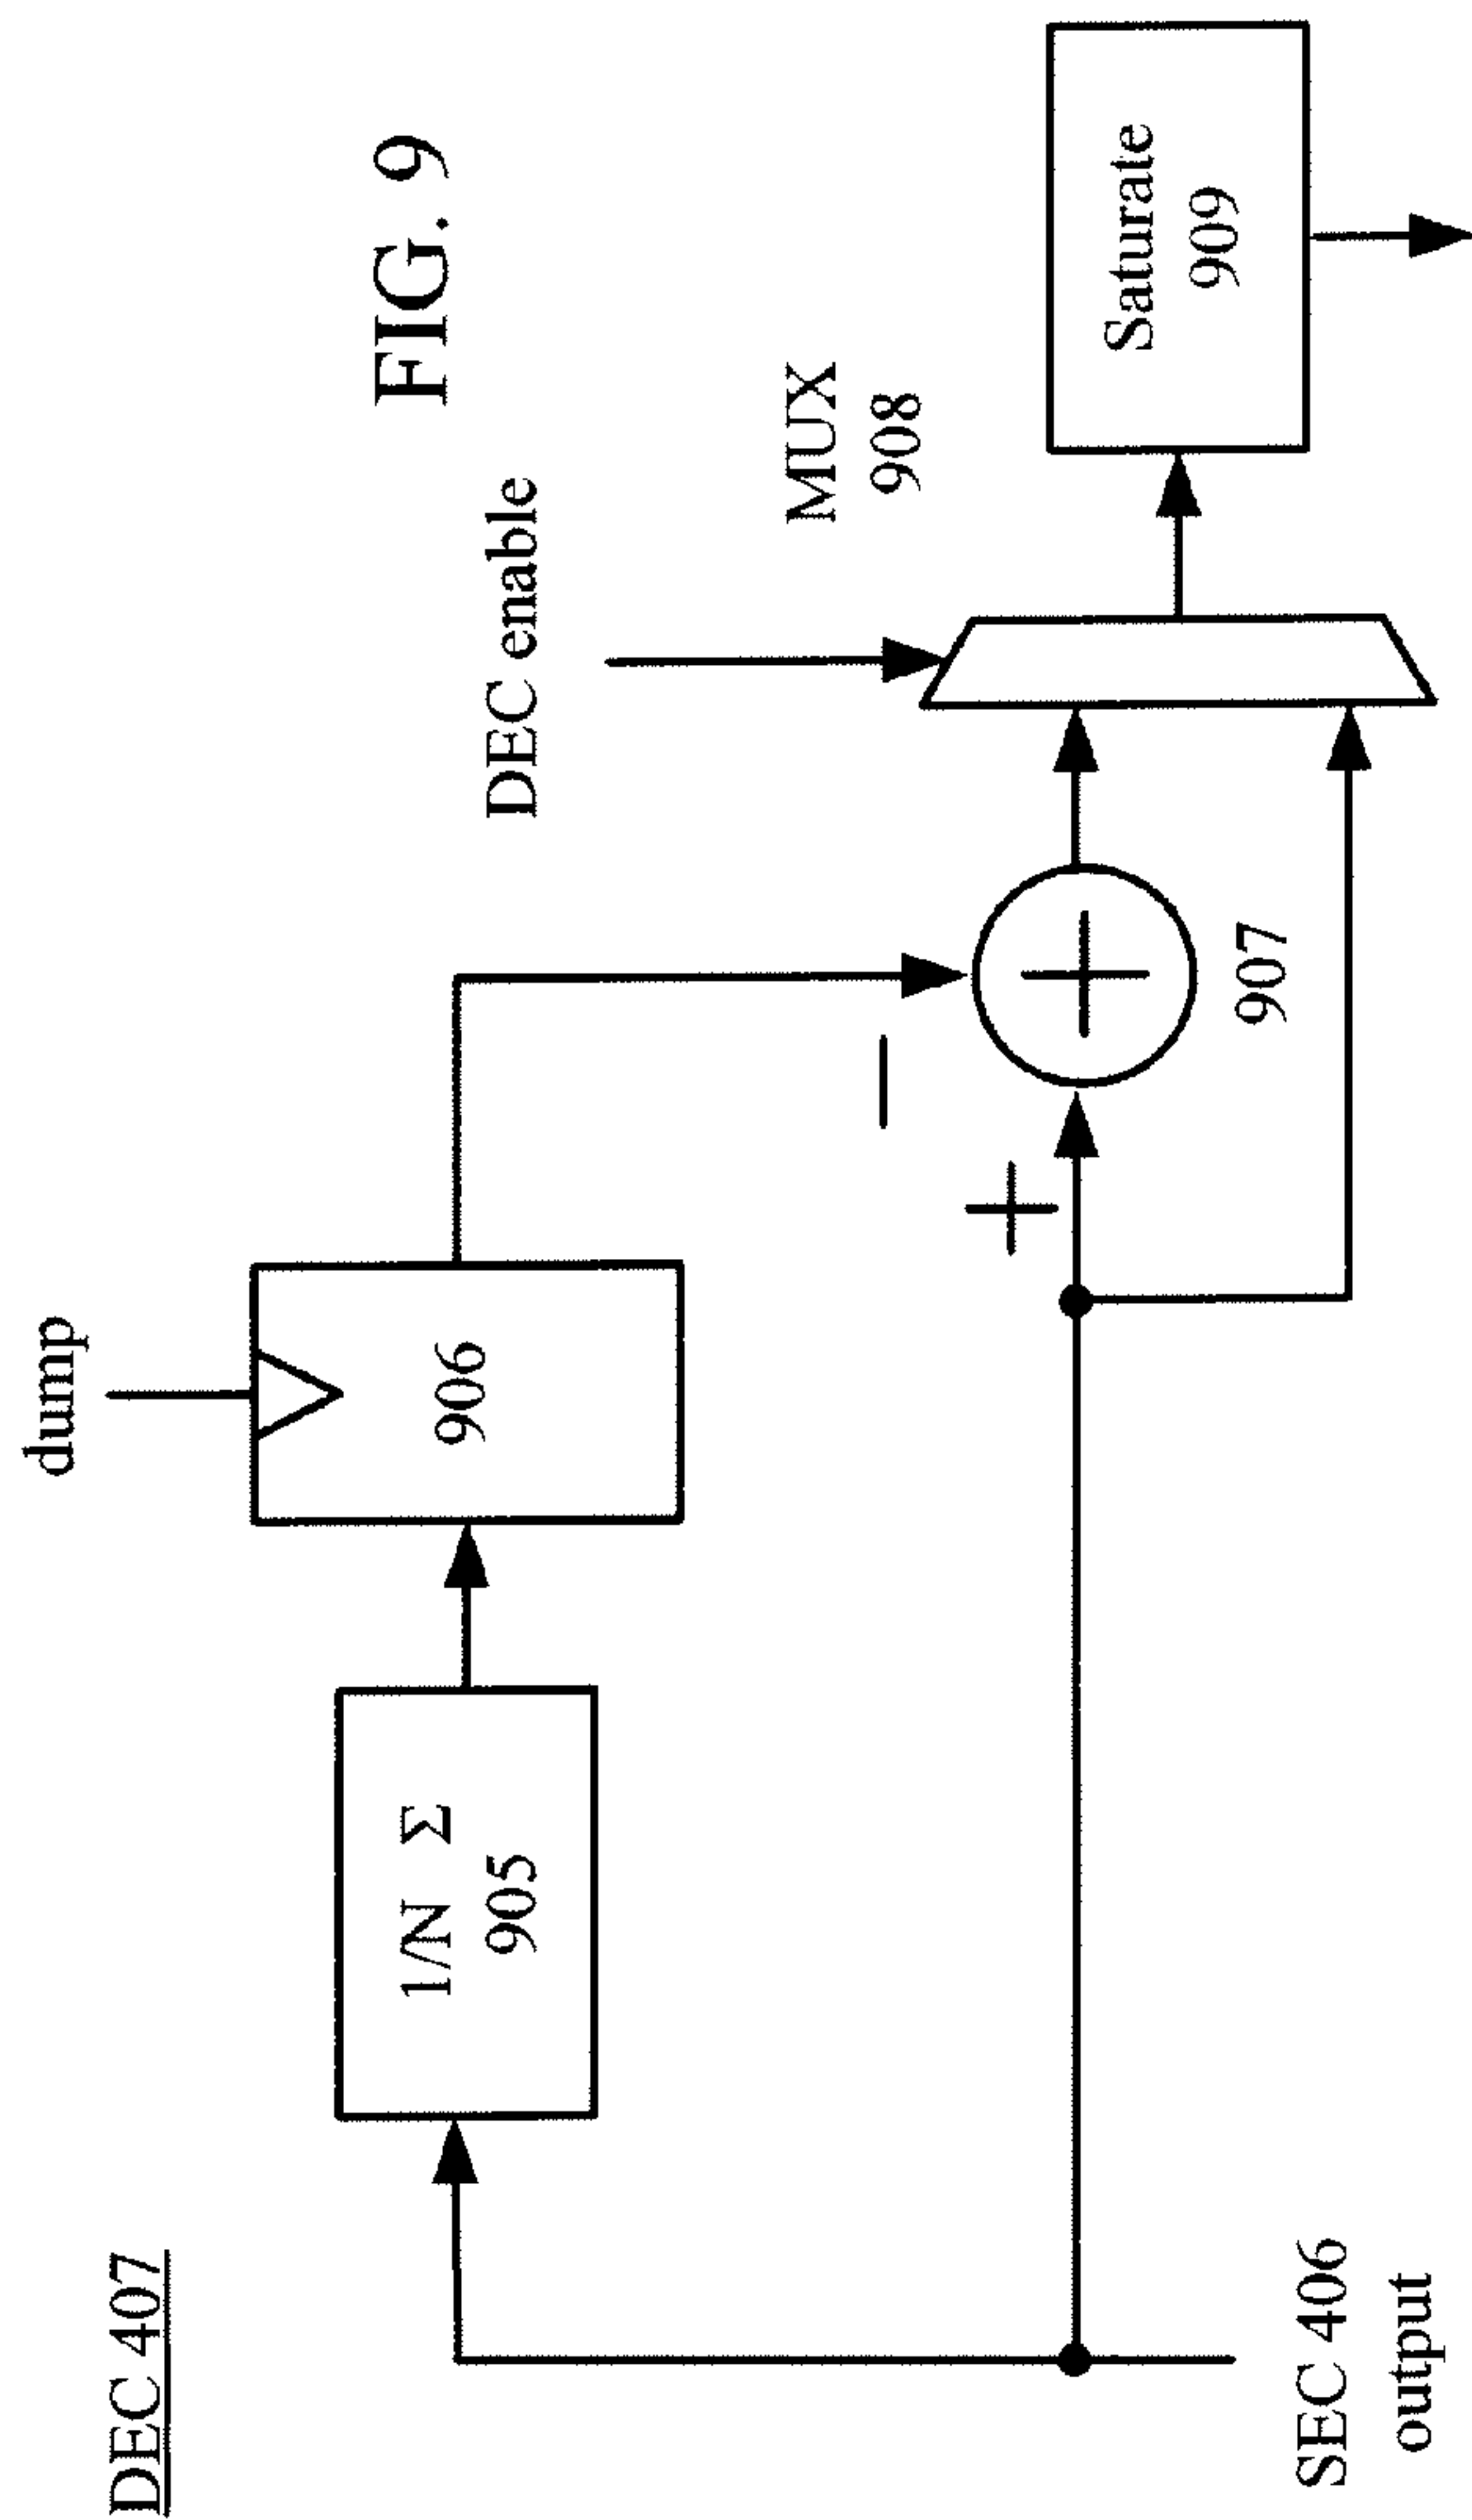 DEC 407
dump
FIG. 9
1/N Σ
905
906
DEC enable
MUX
908
−
+
+
907
Saturate
909
SEC 406
output